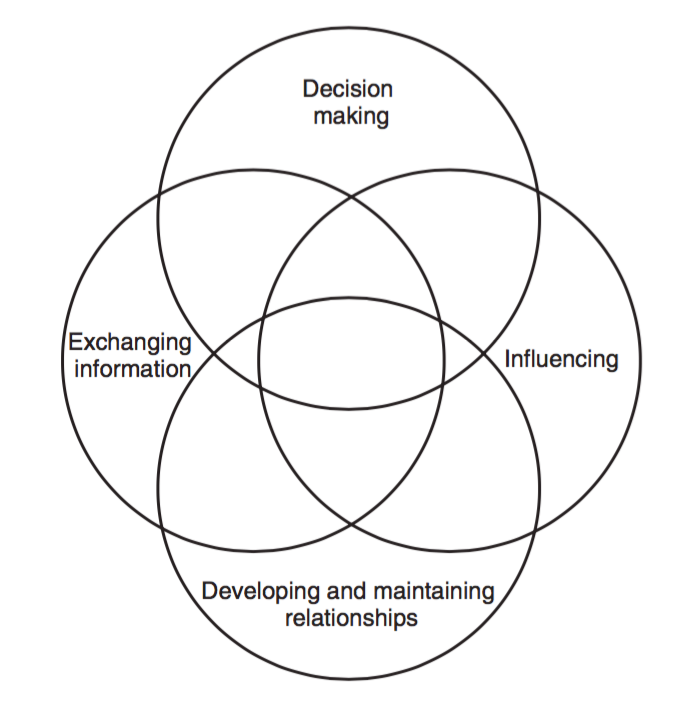 Decision
making
Exchanging
information
Influencing
Developing and maintaining
relationships